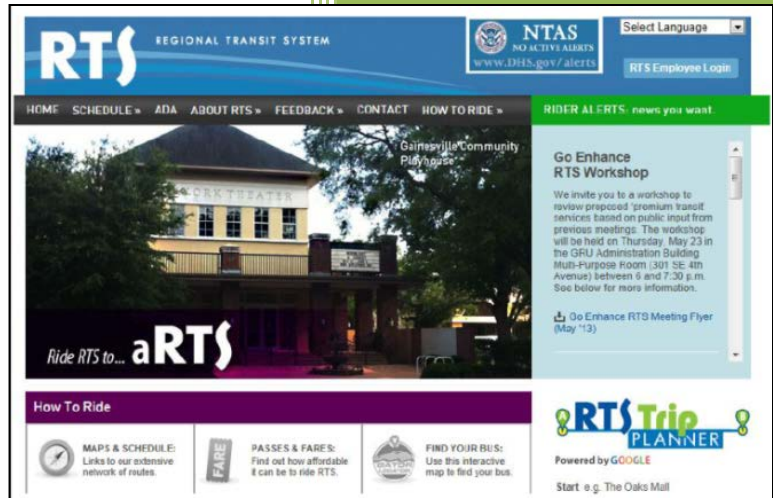 RTS REGIONAL TRANSIT SYSTEM
NTAS
NO ACTIVE ALERTS
www.DHS.gov/alerts
Select Language
RTS Employee Login
HOME SCHEDULE » ADA ABOUT RTS » FEEDBACK » CONTACT HOW TO RIDE »
RIDER ALERTS: news you want.
Gainesville Community
Playhouse
Ride RTS to... aRTS
Go Enhance
RTS Workshop
We invite you to a workshop to
review proposed 'premium transit'
services based on public input from
previous meetings. The workshop
will be held on Thursday, May 23 in
the GRU Administration Building
Multi-Purpose Room (301 SE 4th
Avenue) between 6 and 7:30 p.m.
See below for more information.
Go Enhance RTS Meeting Flyer
(May '13)
How To Ride
MAPS & SCHEDULE:
Links to our extensive
network of routes.
FARE
PASSES & FARES:
Find out how affordable
it can be to ride RTS.
FIND YOUR BUS:
Use this interactive
map to find your bus.
RTS Trip
PLANNER
Powered by GOOGLE
Start e.g. The Oaks Mall